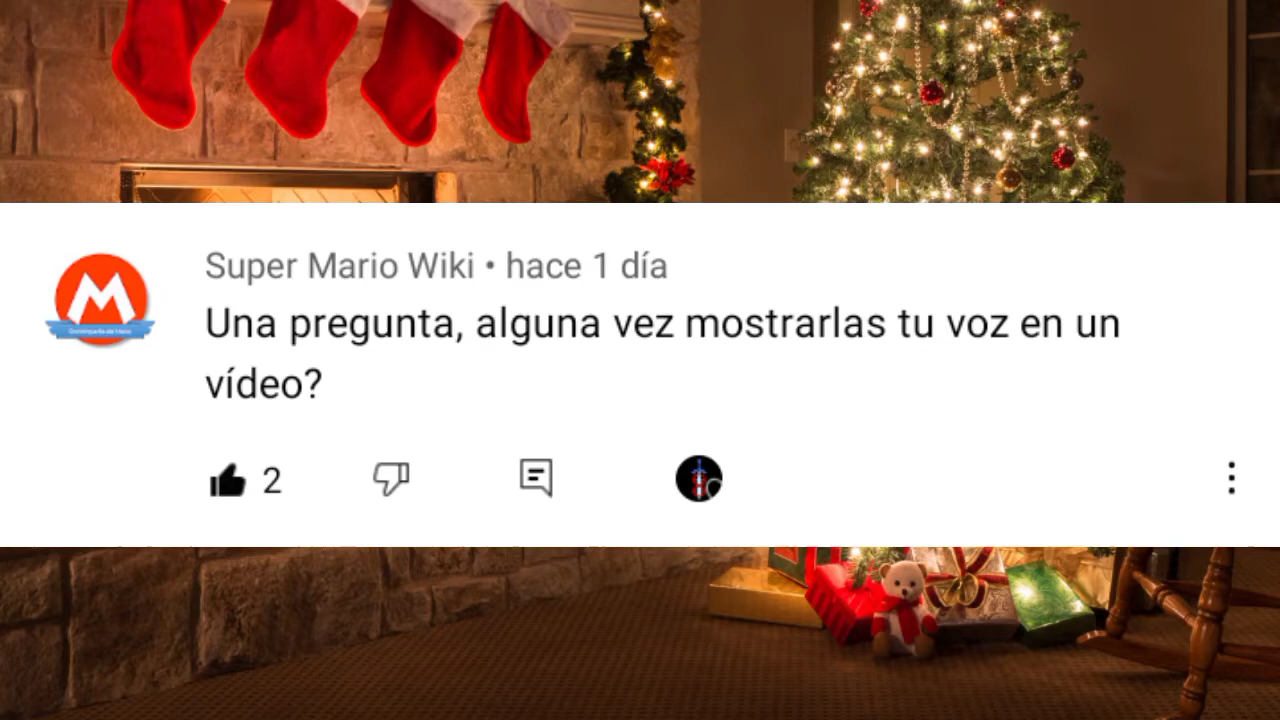 Super Mario Wiki • hace 1 día
Una pregunta, alguna vez mostrarlas tu voz en un
vídeo?
2